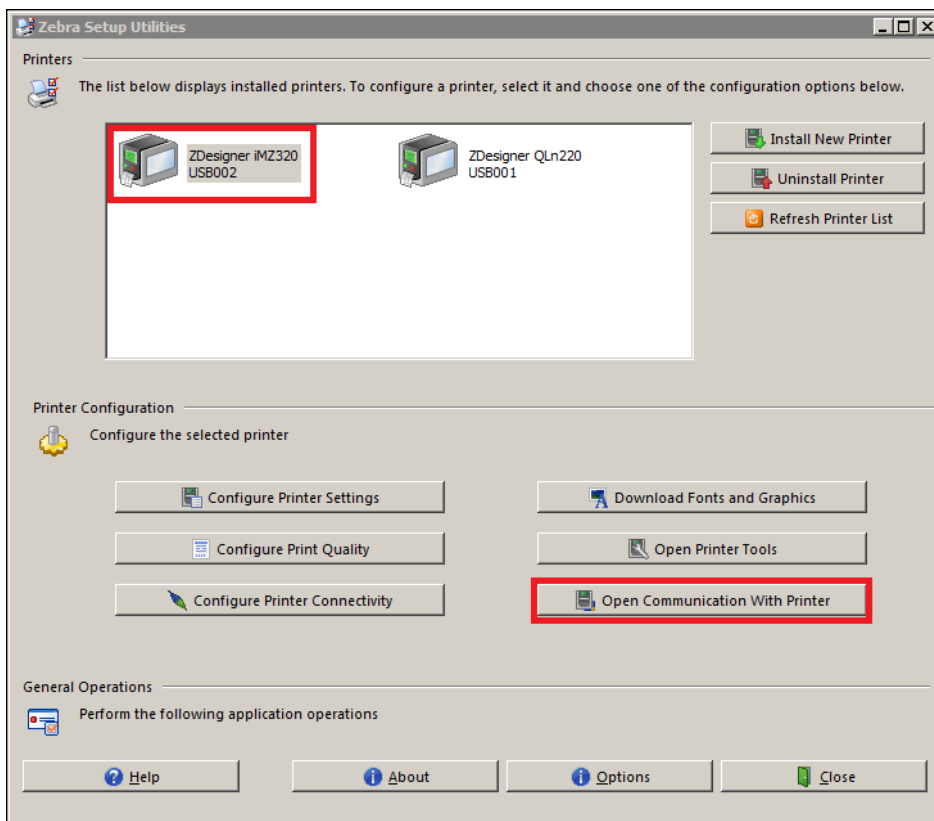 Zebra Setup Utilities
Printers
The list below displays installed printers. To configure a printer, select it and choose one of the configuration options below.
ZDesigner iMZ320
USB002
ZDesigner QLn220
USB001
Install New Printer
Uninstall Printer
Refresh Printer List
Printer Configuration
Configure the selected printer
Configure Printer Settings
Download Fonts and Graphics
Configure Print Quality
Open Printer Tools
Configure Printer Connectivity
Open Communication With Printer
General Operations
Perform the following application operations
Help
About
Options
Close